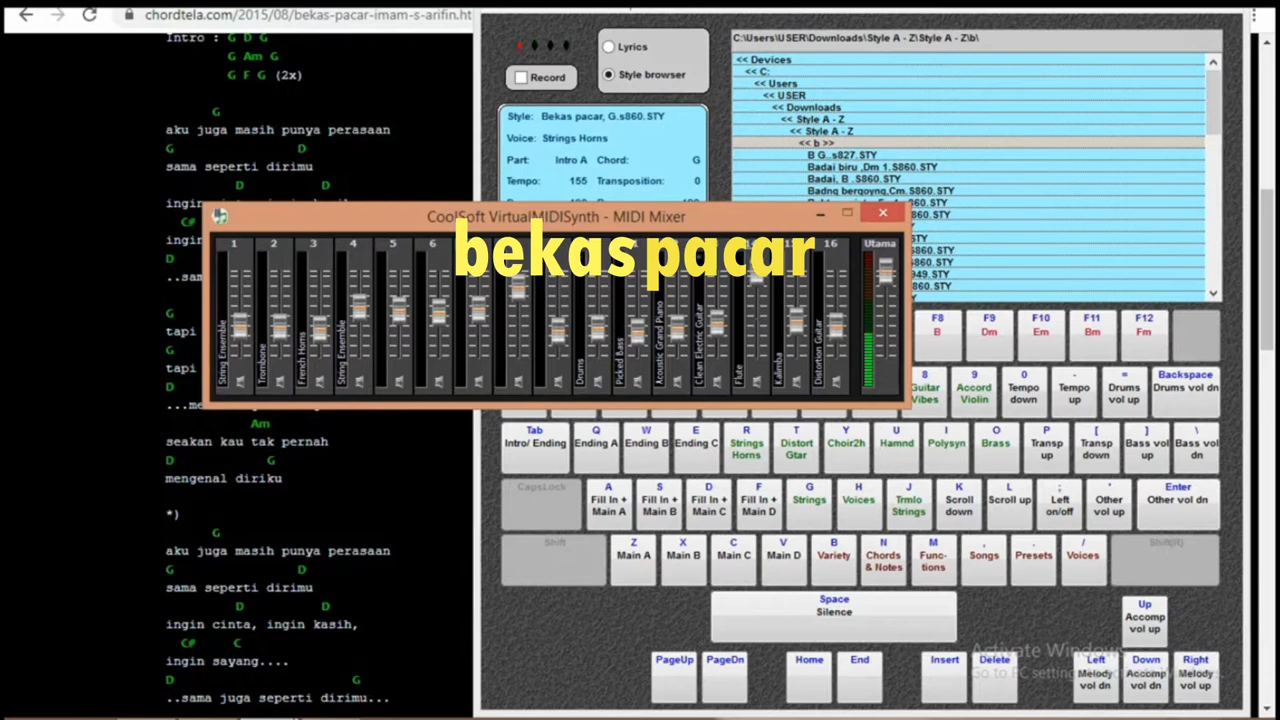 chordtela.com/2015/08/bekas-pacar-imam-s-arifin.ht
Intro : G D G
G Am G
G F G (2x)
G
aku juga masih punya perasaan
G D
sama seperti dirimu
D D
C#
D
..sam
G
tapi
G
tapi
D
Am
seakan kau tak pernah
D G
mengenal diriku
*)
G
aku juga masih punya perasaan
G D
sama seperti dirimu
D D
ingin cinta, ingin kasih,
C# C
ingin sayang....
D G
..sama juga seperti dirimu...
Record
Lyrics
Style browser
Style: Bekas pacar, G.s860.STY
Voice: Strings Horns
Part: Intro A Chord: G
Tempo: 155 Transposition: 0
C:\Users\USER\Downloads\Style A - Z\Style A - Z\b\
<< Devices
<< C:
<< Users
<< USER
<< Downloads
<< Style A - Z
<< Style A - Z
<< b >>
B G..s827.STY
Badai biru ,Dm 1.S860.STY
Badai, B .S860.STY
Badng bergoyng,Cm.S860.STY
CoolSoft VirtualMIDISynth - MIDI Mixer
bekas pacar
1 2 3 4 5 6 16 Utama
String Ensemble
Trombone
French Horns
String Ensemble
Drums
Picked Bass
Acoustic Grand Piano
Clean Electric Guitar
Flute
Kalimba
Distortion Guitar
F8 F9 F10 F11 F12
B Dm Em Bm Fm
8 9 0 - = Backspace
Guitar Vibes Accord Violin Tempo down Tempo up Drums vol up Drums vol dn
Tab Q W E R T Y U I O P [ ] \
Intro/ Ending Ending A Ending B Ending C Strings Horns Distort Gtar Choir2h Hamnd Polysyn Brass Transp up Transp down Bass vol up Bass vol dn
CapsLock A S D F G H J K L ; ' Enter
Fill In + Main A Fill In + Main B Fill In + Main C Fill In + Main D Strings Voices Trmlo Strings Scroll down Scroll up Left on/off Other vol up Other vol dn
Shift Z X C V B N M , . / Shift(R)
Main A Main B Main C Main D Variety Chords & Notes Func- tions Songs Presets Voices
Space
Silence
Up
Accomp vol up
PageUp PageDn Home End Insert Delete Left Down Right
Melody vol dn Accomp vol dn Melody vol up
Activate Windows
Go to PC settings